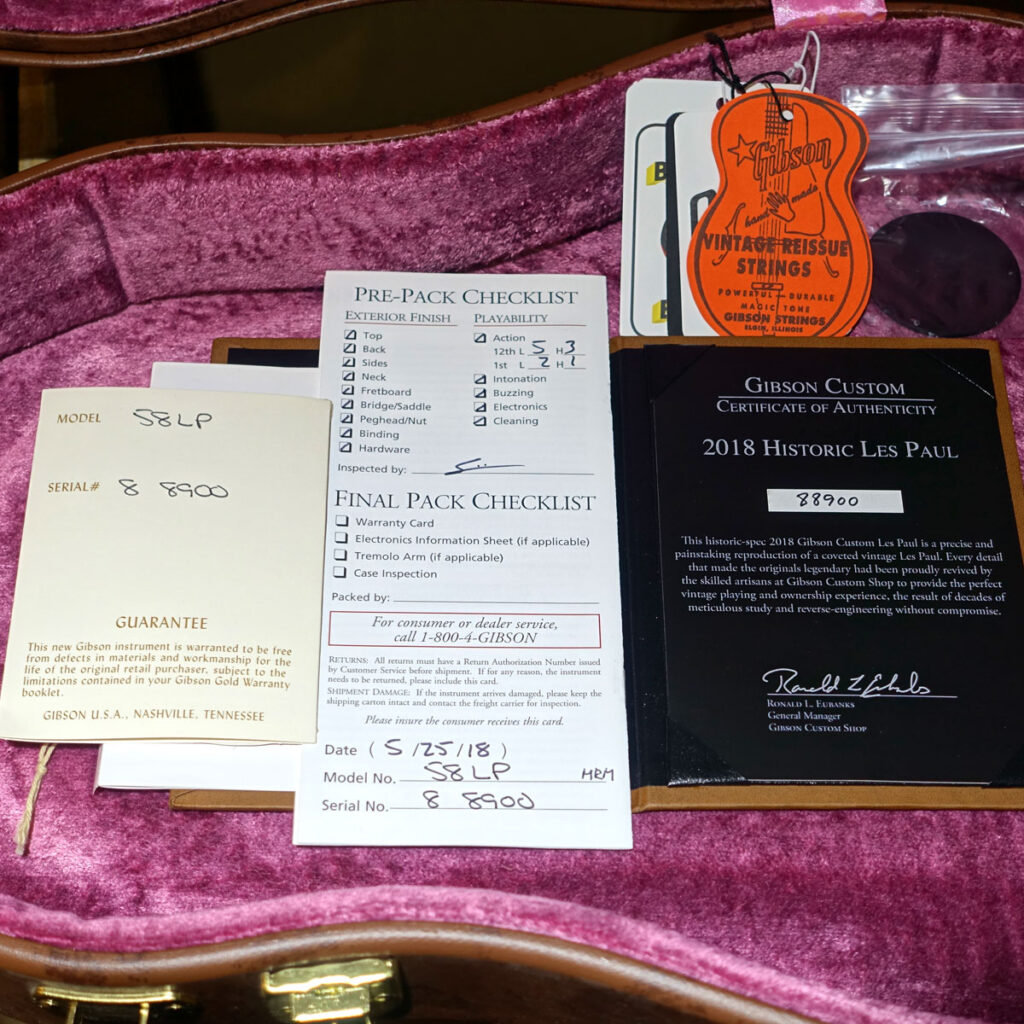 MODEL 58LP
SERIAL# 8 8900
GUARANTEE
This new Gibson instrument is warranted to be free
from defects in materials and workmanship for the
life of the original retail purchaser, subject to the
limitations contained in your Gibson Gold Warranty
booklet.
GIBSON U.S.A., NASHVILLE, TENNESSEE
PRE-PACK CHECKLIST
EXTERIOR FINISH
Top
Back
Sides
Neck
Fretboard
Bridge/Saddle
Peghead/Nut
Binding
Hardware
PLAYABILITY
Action
12th L 5 H 3
1st L 2 H 1
Intonation
Buzzing
Electronics
Cleaning
Inspected by:
FINAL PACK CHECKLIST
Warranty Card
Electronics Information Sheet (if applicable)
Tremolo Arm (if applicable)
Case Inspection
Packed by:
For consumer or dealer service,
call 1-800-4-GIBSON
RETURNS: All returns must have a Return Authorization Number issued
by Customer Service before shipment. If for any reason, the instrument
needs to be returned, please include this card.
SHIPMENT DAMAGE: If the instrument arrives damaged, please keep the
shipping carton intact and contact the freight carrier for inspection.
Please insure the consumer receives this card.
Date (5/25/18)
Model No. 58LP MRM
Serial No. 8 8900
Gibson
hand made
VINTAGE REISSUE
STRINGS
POWERFUL - DURABLE
MAGIC TONE
GIBSON STRINGS
ELGIN, ILLINOIS
GIBSON CUSTOM
CERTIFICATE OF AUTHENTICITY
2018 HISTORIC LES PAUL
88900
This historic-spec 2018 Gibson Custom Les Paul is a precise and
painstaking reproduction of a coveted vintage Les Paul. Every detail
that made the originals legendary had been proudly revived by
the skilled artisans at Gibson Custom Shop to provide the perfect
vintage playing and ownership experience, the result of decades of
meticulous study and reverse-engineering without compromise.
RONALD L. EUBANKS
General Manager
GIBSON CUSTOM SHOP